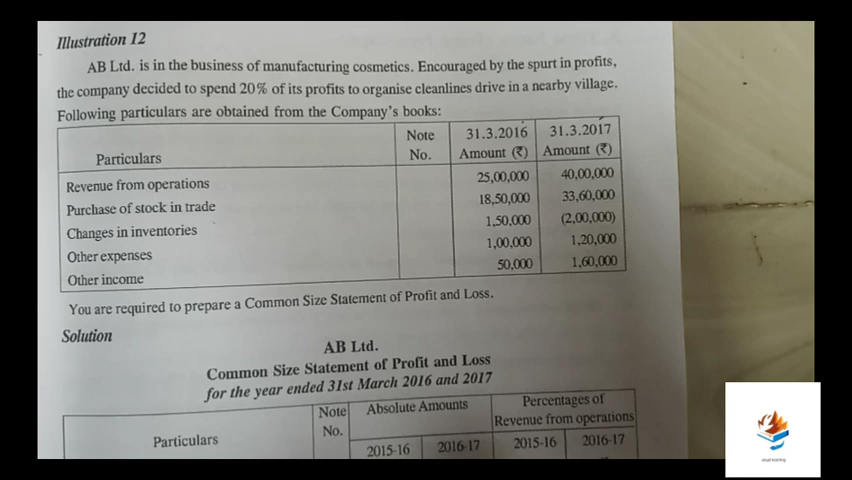 Illustration 12
AB Ltd. is in the business of manufacturing cosmetics. Encouraged by the spurt in profits,
the company decided to spend 20% of its profits to organise cleanlines drive in a nearby village.
Following particulars are obtained from the Company's books:
Particulars Note No. 31.3.2016 Amount (₹) 31.3.2017 Amount (₹)
Revenue from operations 25,00,000 40,00,000
Purchase of stock in trade 18,50,000 33,60,000
Changes in inventories 1,50,000 (2,00,000)
Other expenses 1,00,000 1,20,000
Other income 50,000 1,60,000
You are required to prepare a Common Size Statement of Profit and Loss.
Solution
AB Ltd.
Common Size Statement of Profit and Loss
for the year ended 31st March 2016 and 2017
Particulars Note No. Absolute Amounts Percentages of Revenue from operations
2015-16 2016-17 2015-16 2016-17